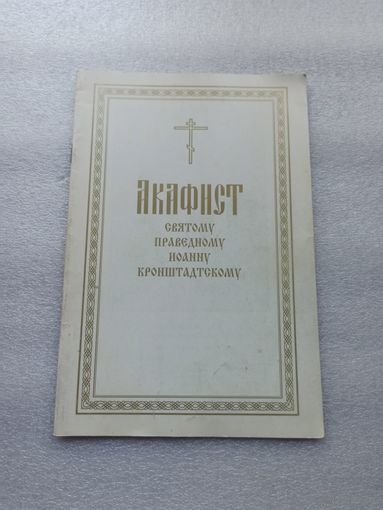 АКАФИСТ
СВЯТОМУ
ПРАВЕДНОМУ
ИОАННУ
КРОНШТАДТСКОМУ